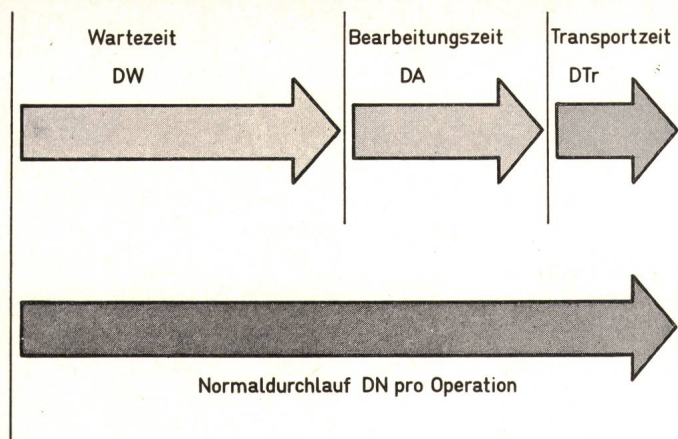 Wartezeit
DW
Bearbeitungszeit
DA
Transportzeit
DTr
Normaldurchlauf DN pro Operation